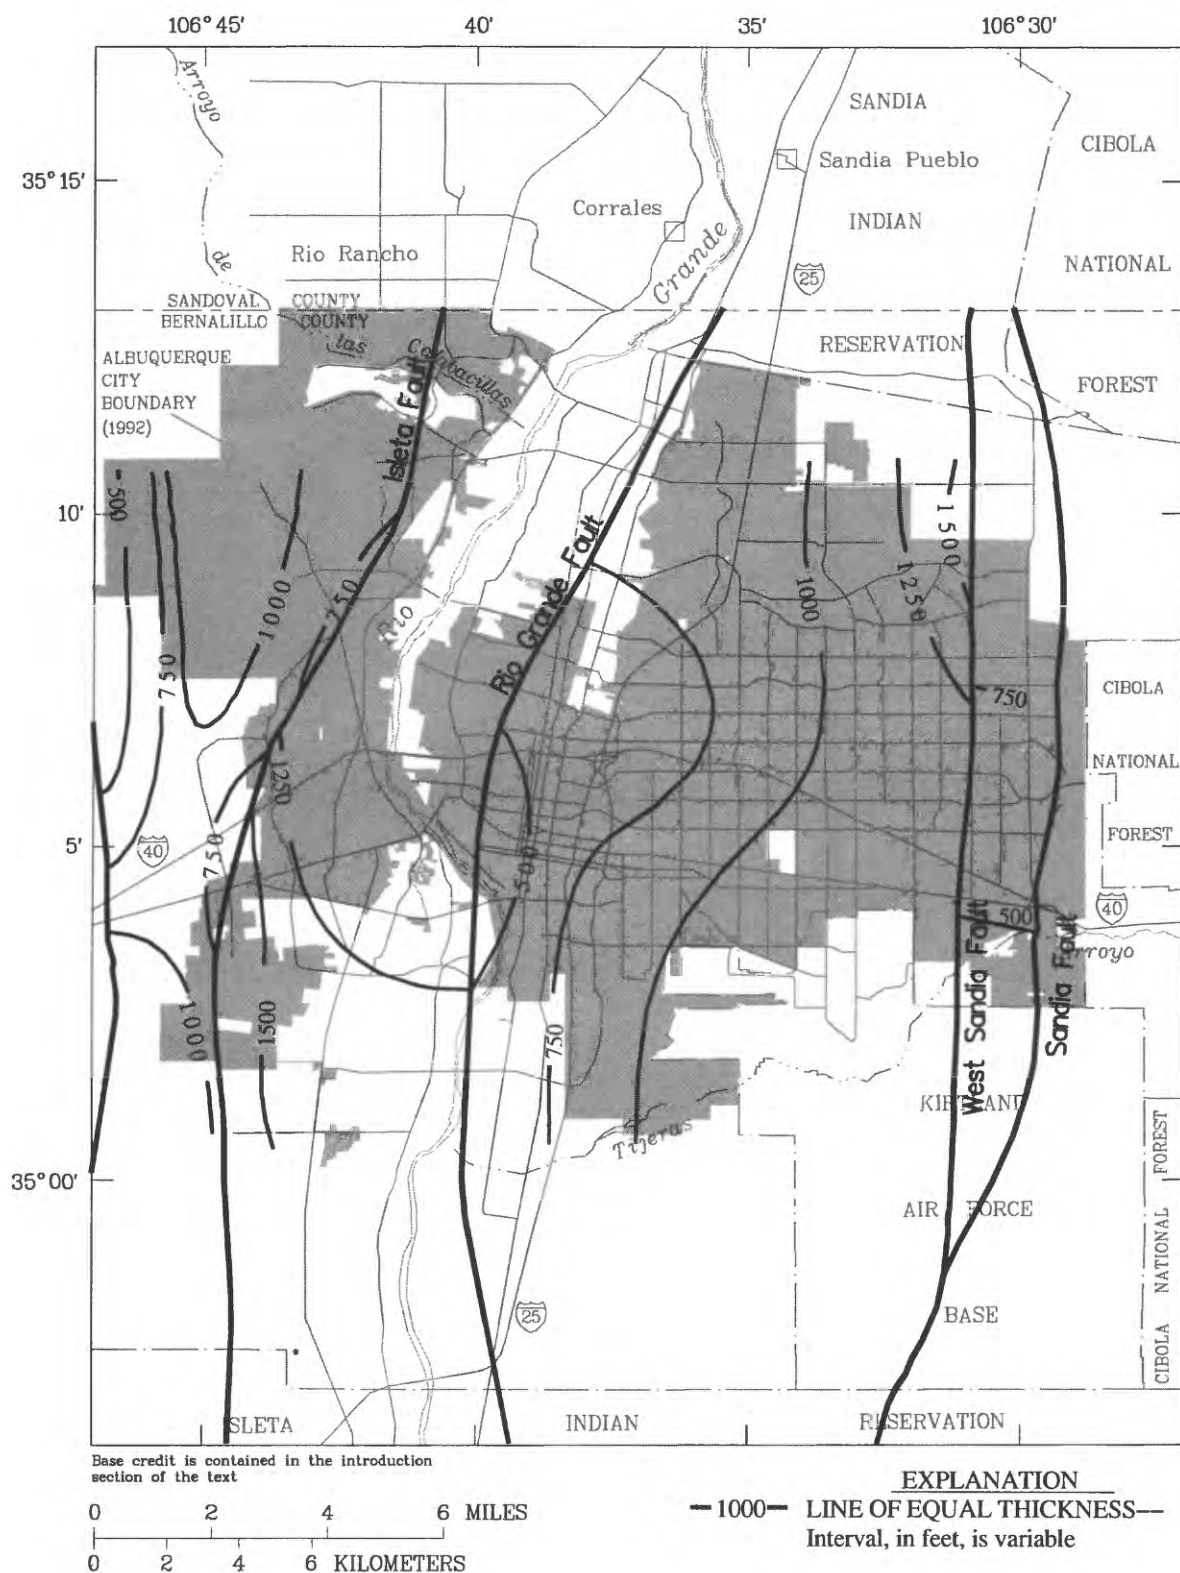 106°45′ 40′ 35′ 106°30′
Arroyo
SANDIA
CIBOLA
35°15′
Sandia Pueblo
Corrales
INDIAN
NATIONAL
Rio Rancho
de
Grande
25
SANDOVAL COUNTY
BERNALILLO COUNTY
las
Calabacillas
RESERVATION
FOREST
ALBUQUERQUE
CITY
BOUNDARY
(1992)
Isleta Fault
500
10′
1500
1000
750
1000
1250
Rio
Rio Grande Fault
750
750
CIBOLA
NATIONAL
FOREST
1250
5′
40
750
500
500
40
Arroyo
West Sandia Fault
Sandia Fault
1000
1500
750
KIRTLAND
Tijeras
35°00′
AIR FORCE
BASE
CIBOLA NATIONAL FOREST
25
ISLETA INDIAN RESERVATION
Base credit is contained in the introduction
section of the text
0 2 4 6 MILES
0 2 4 6 KILOMETERS
EXPLANATION
—1000— LINE OF EQUAL THICKNESS—
Interval, in feet, is variable